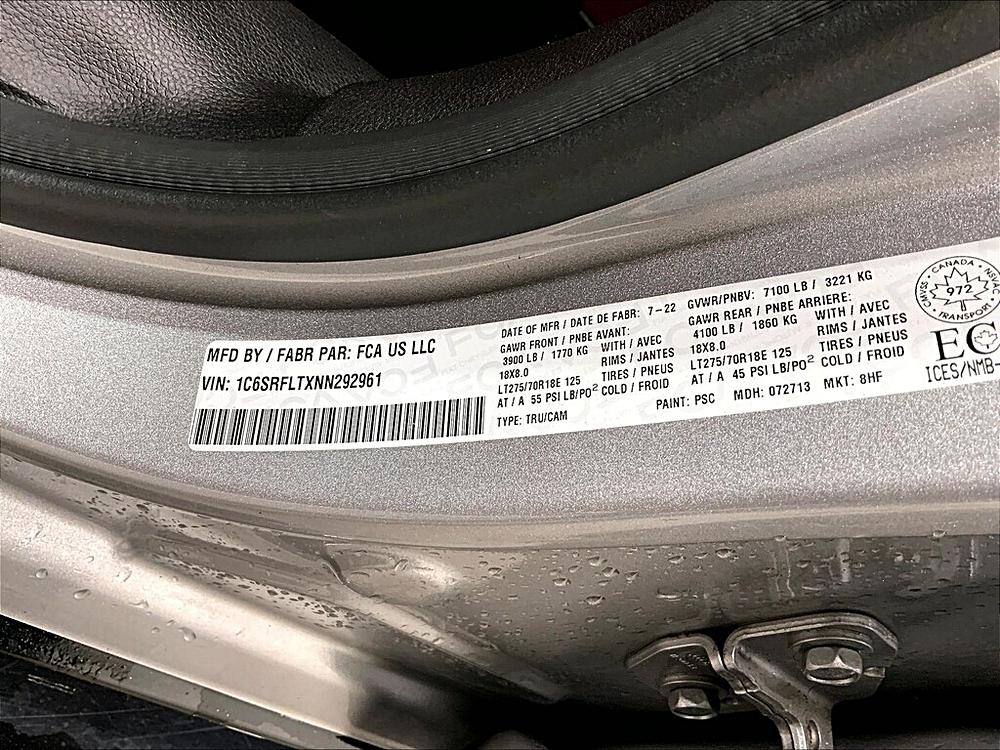 MFD BY / FABR PAR: FCA US LLC
VIN: 1C6SRFLTXNN292961
DATE OF MFR / DATE DE FABR: 7-22
GAWR FRONT / PNBE AVANT:
3900 LB / 1770 KG WITH / AVEC
18X8.0 RIMS / JANTES
LT275/70R18E 125 TIRES / PNEUS
AT / A 55 PSI LB/PO² COLD / FROID
TYPE: TRU/CAM
GVWR/PNBV: 7100 LB / 3221 KG
GAWR REAR / PNBE ARRIERE:
4100 LB / 1860 KG WITH / AVEC
18X8.0 RIMS / JANTES
LT275/70R18E 125 TIRES / PNEUS
AT / A 45 PSI LB/PO² COLD / FROID
PAINT: PSC MDH: 072713 MKT: 8HF
CANADA
972
TRANSPORT
CMVSS
NSVAC
EC
ICES/NMB-